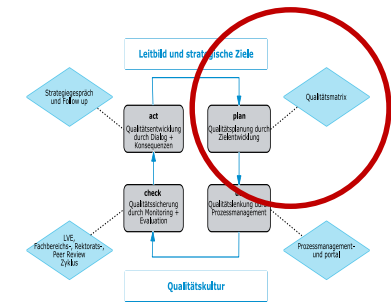 Leitbild und strategische Ziele
Strategiegespräch
und Follow up
act
Qualitätsentwicklung
durch Dialog +
Konsequenzen
plan
Qualitätsplanung durch
Zielentwicklung
Qualitätsmatrix
check
Qualitätssicherung
durch Monitoring +
Evaluation
Qualitätslenkung durch
Prozessmanagement
LVE,
Fachbereichs-, Rektorats-,
Peer Review
Zyklus
Prozessmanagement-
und portal
Qualitätskultur